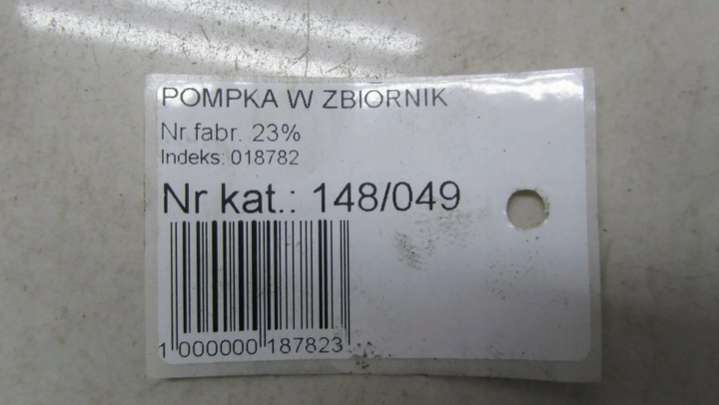 POMPKA W ZBIORNIK
Nr fabr. 23%
Indeks: 018782
Nr kat.: 148/049
1 000000 187823